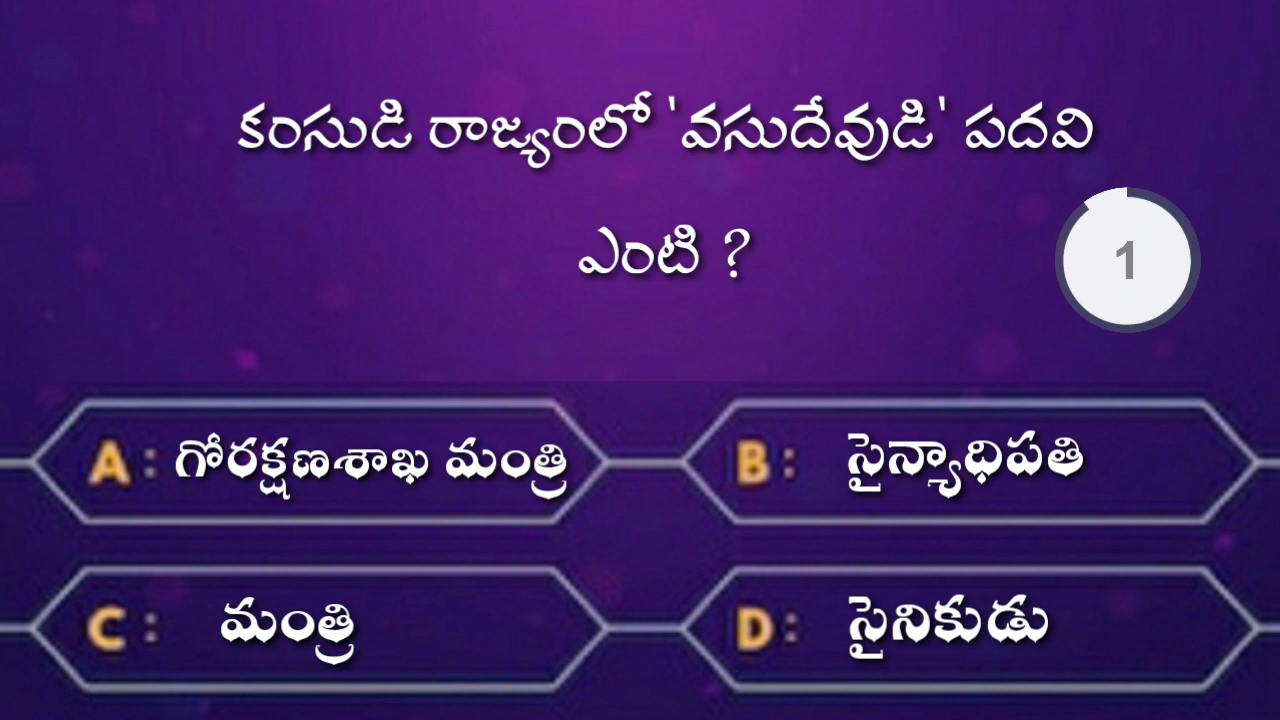 కంసుడి రాజ్యంలో 'వసుదేవుడి' పదవి
ఎంటి ?
1
A : గోరక్షణశాఖ మంత్రి
B : సైన్యాధిపతి
C : మంత్రి
D : సైనికుడు